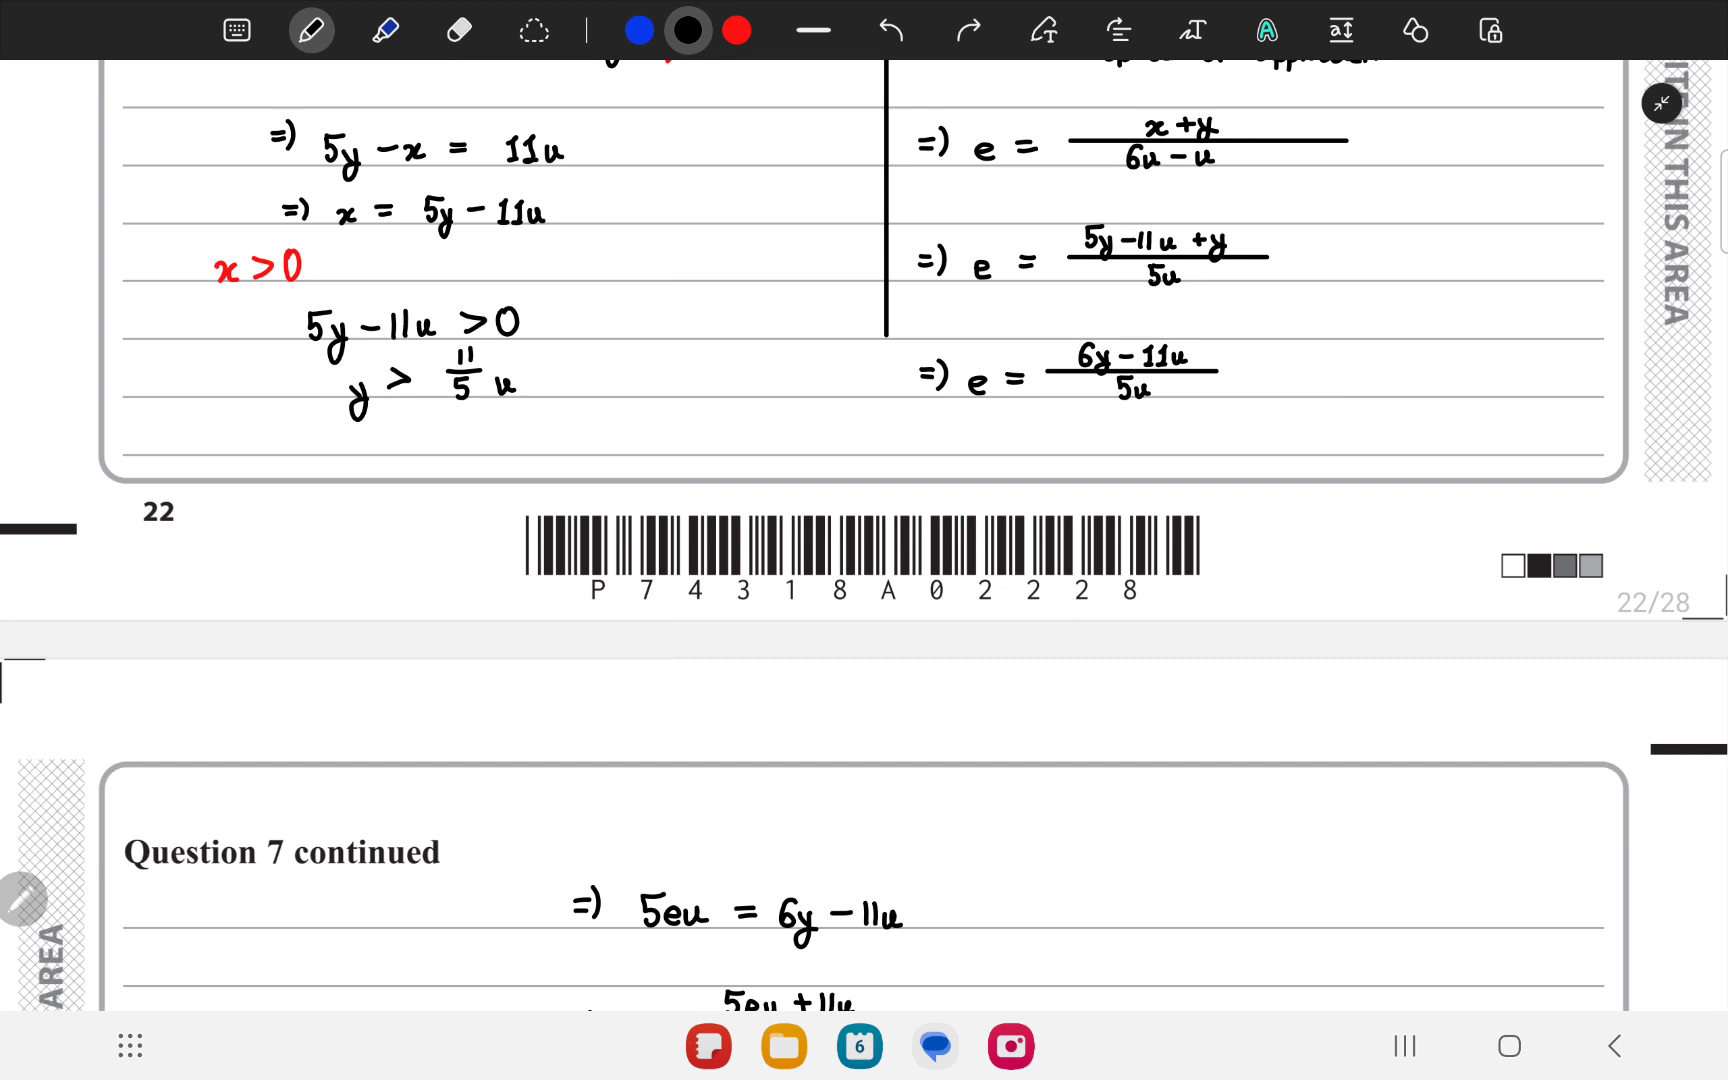 ITE IN THIS AREA
=) 5y - x = 11u
=) x = 5y - 11u
x > 0
5y - 11u > 0
y > 11/5 u
=) e = (x + y)/(6u - u)
=) e = (5y - 11u + y)/5u
=) e = (6y - 11u)/5u
22
P 7 4 3 1 8 A 0 2 2 2 8
22/28
AREA
Question 7 continued
=) 5eu = 6y - 11u
5eu + 11u
6